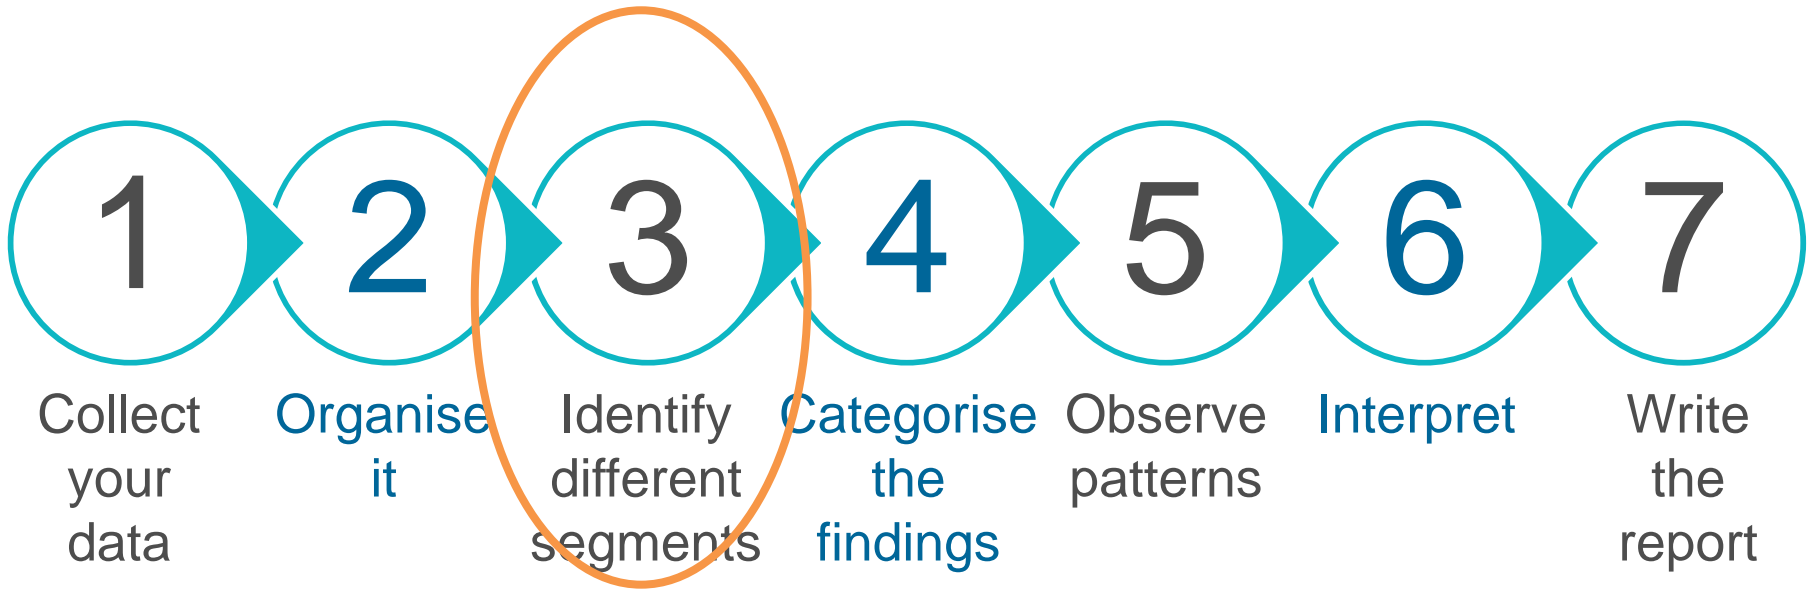 1
Collect
your
data
2
Organise
it
3
Identify
different
segments
4
Categorise
the
findings
5
Observe
patterns
6
Interpret
7
Write
the
report